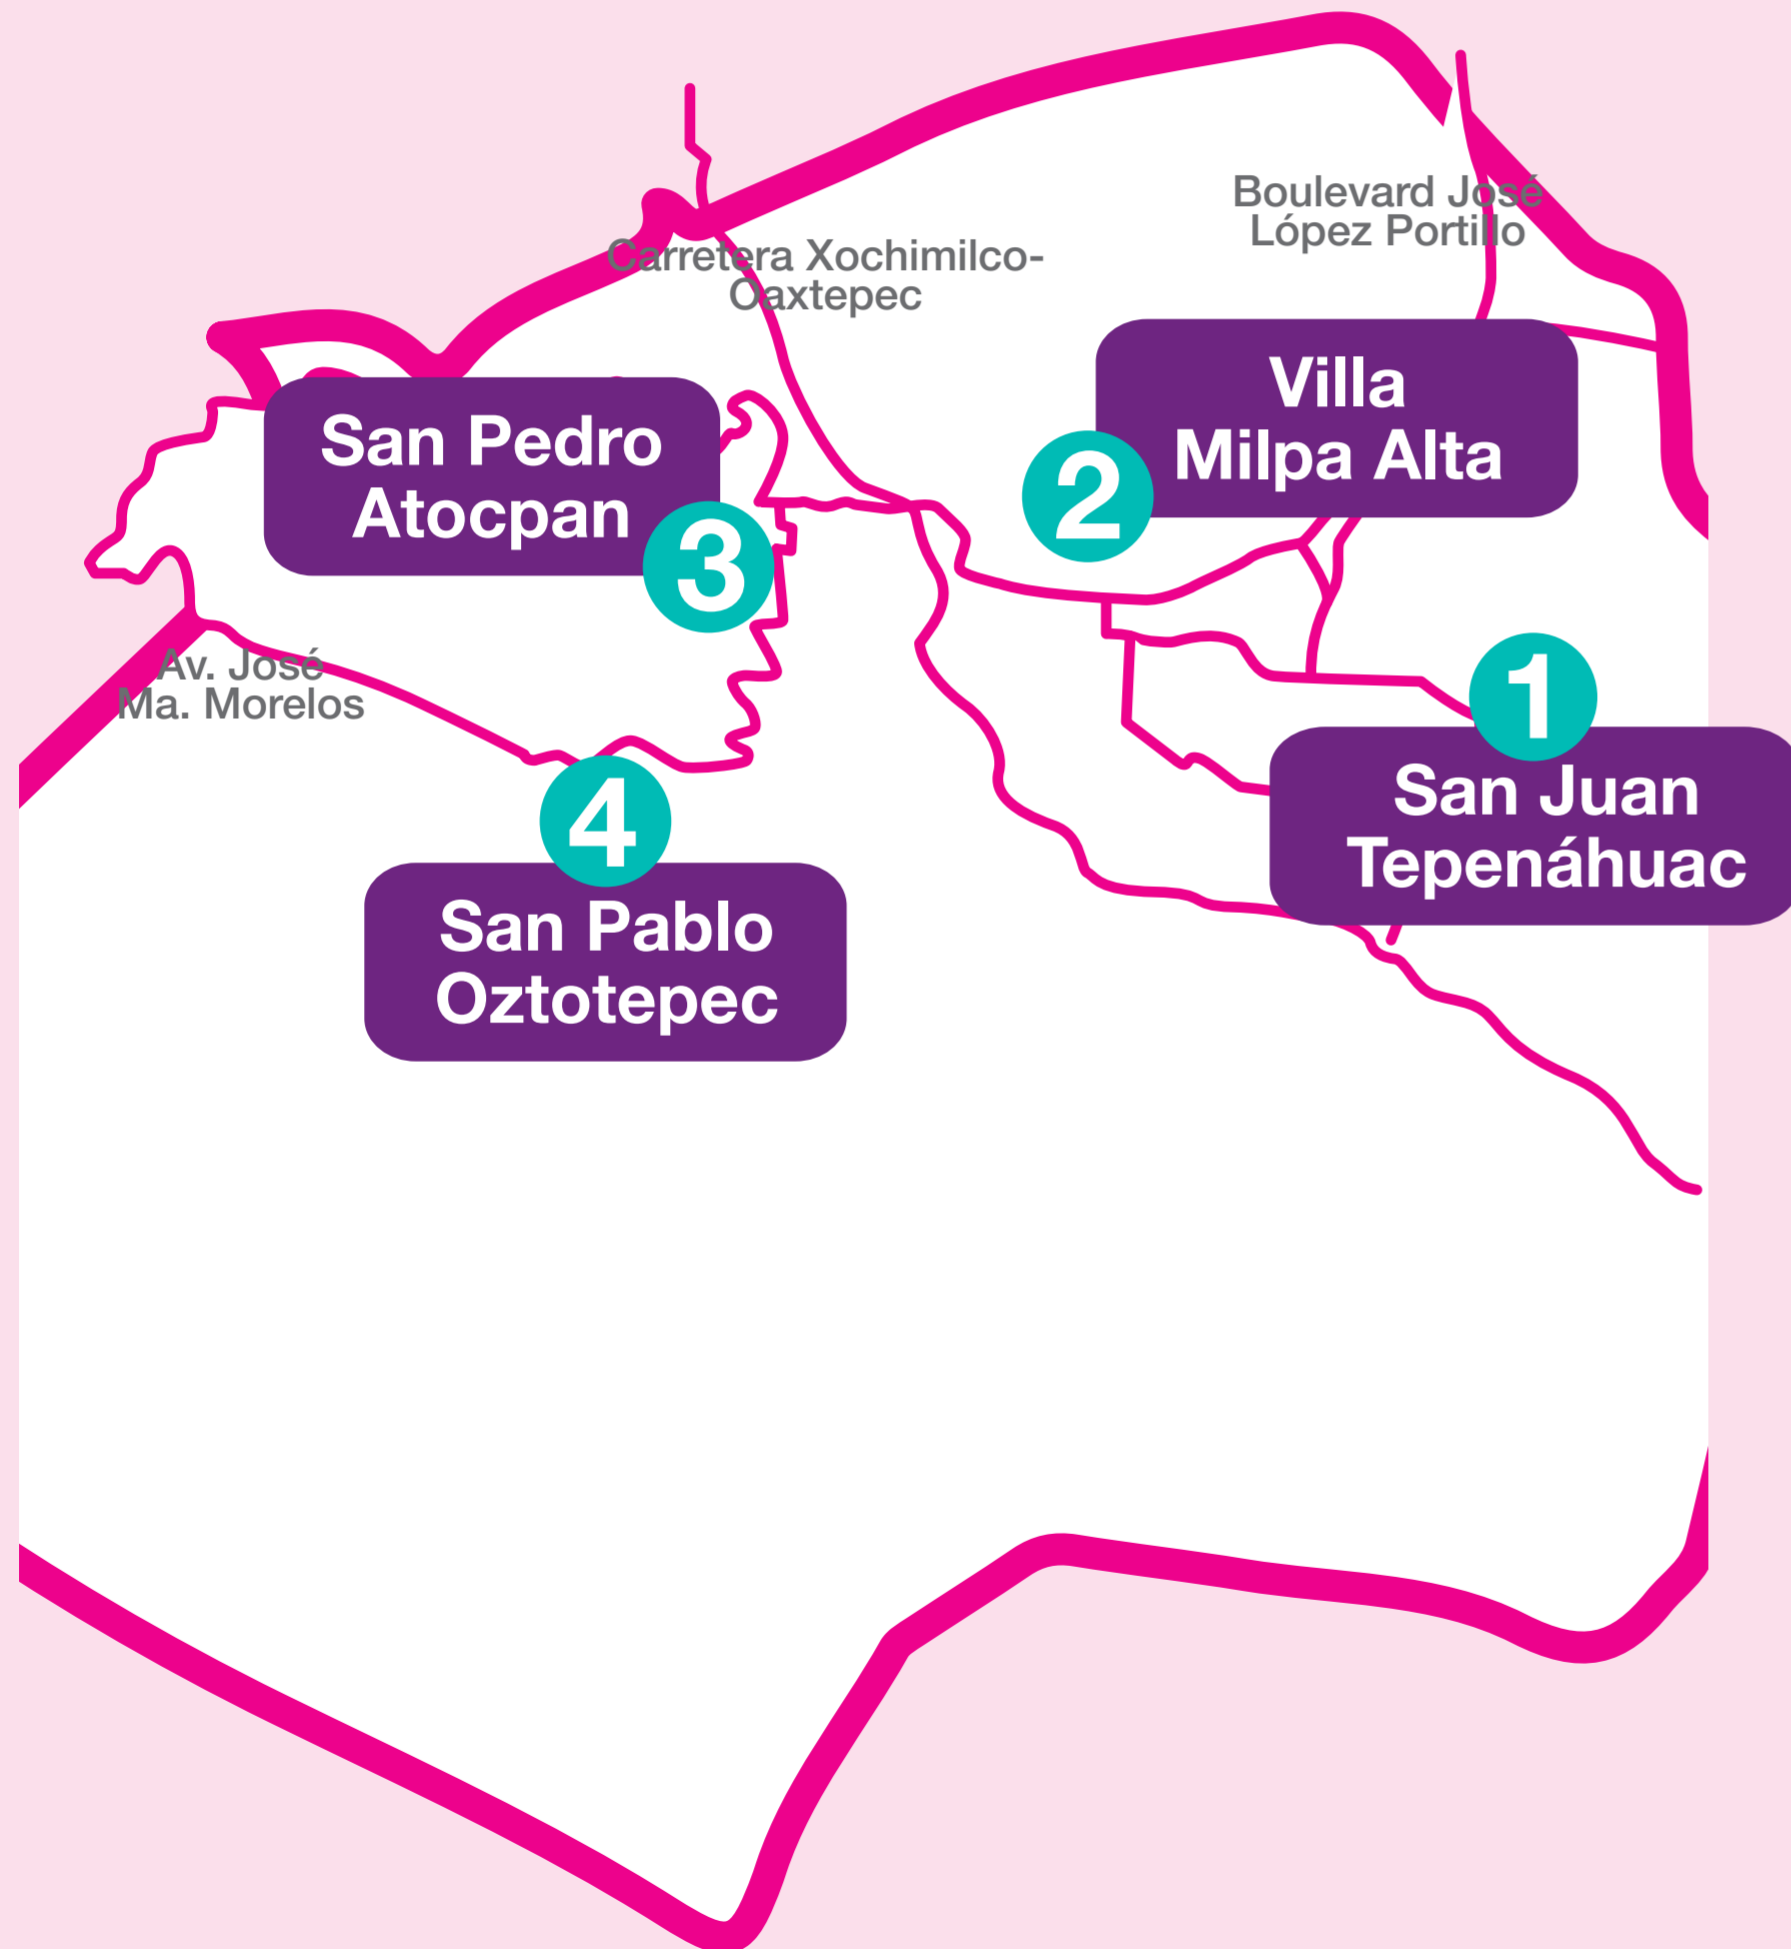 Boulevard José
López Portillo
Carretera Xochimilco-
Oaxtepec
Villa
Milpa Alta
2
San Pedro
Atocpan
3
Av. José
Ma. Morelos
1
San Juan
Tepenáhuac
4
San Pablo
Oztotepec